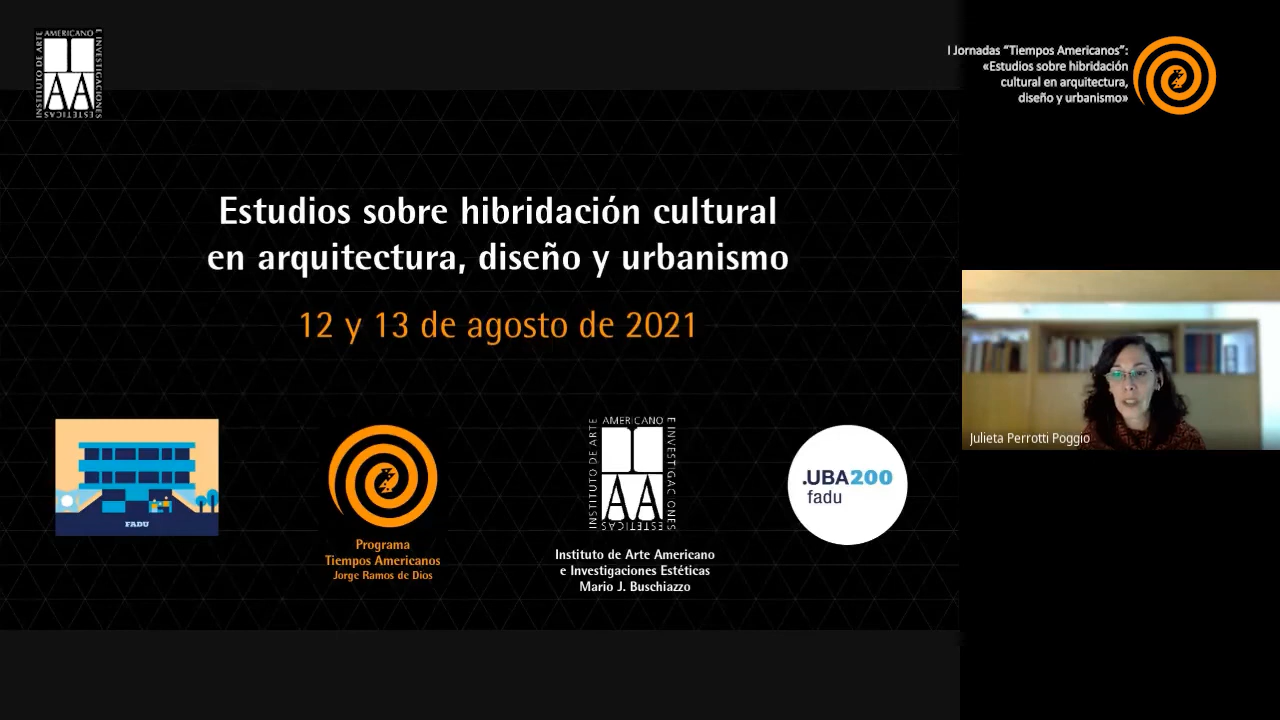 INSTITUTO DE ARTE
AMERICANO
E INVESTIGACIONES
ESTÉTICAS
I Jornadas "Tiempos Americanos":
«Estudios sobre hibridación
cultural en arquitectura,
diseño y urbanismo»
Estudios sobre hibridación cultural
en arquitectura, diseño y urbanismo
12 y 13 de agosto de 2021
Julieta Perrotti Poggio
FADU
Programa
Tiempos Americanos
Jorge Ramos de Dios
INSTITUTO DE ARTE
AMERICANO
E INVESTIGACIONES
ESTETICAS
Instituto de Arte Americano
e Investigaciones Estéticas
Mario J. Buschiazzo
.UBA200
fadu